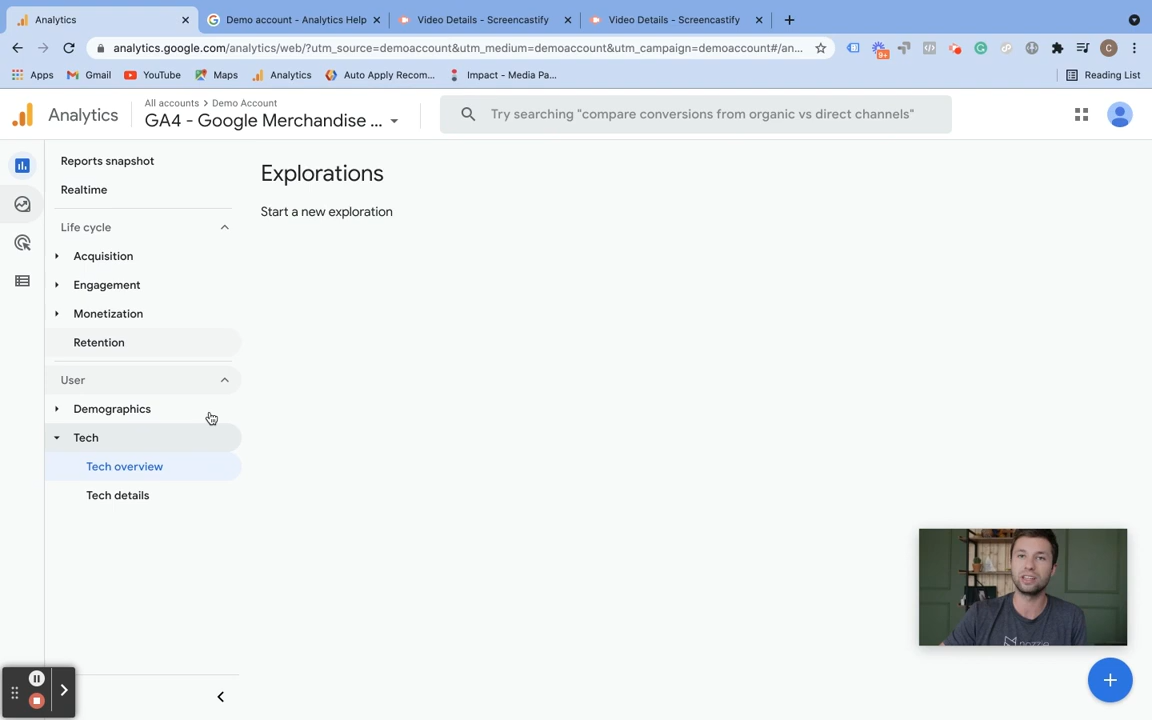 Analytics
Demo account - Analytics Help
Video Details - Screencastify
Video Details - Screencastify
analytics.google.com/analytics/web/?utm_source=demoaccount&utm_medium=demoaccount&utm_campaign=demoaccount#/an...
9+
C
Apps
Gmail
YouTube
Maps
Analytics
Auto Apply Recom...
Impact - Media Pa...
Reading List
Analytics
All accounts > Demo Account
GA4 - Google Merchandise ...
Try searching "compare conversions from organic vs direct channels"
Reports snapshot
Realtime
Life cycle
Acquisition
Engagement
Monetization
Retention
User
Demographics
Tech
Tech overview
Tech details
Explorations
Start a new exploration
nozzle